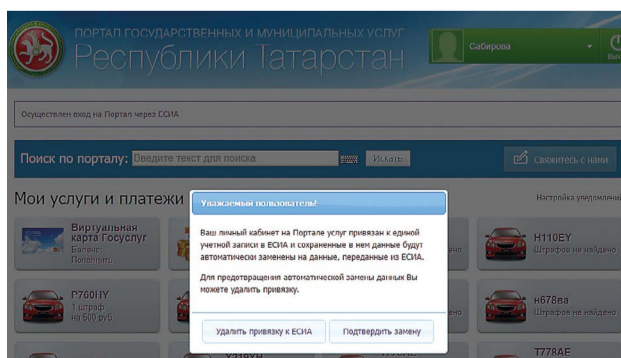 ПОРТАЛ ГОСУДАРСТВЕННЫХ И МУНИЦИПАЛЬНЫХ УСЛУГ
Республики Татарстан
Сабирова
Осуществлен вход на Портал через ЕСИА
Поиск по порталу: Введите текст для поиска Искать Свяжитесь с нами
Мои услуги и платежи
Настройка уведомлений
Виртуальная
карта Госуслуг
Баланс:
Пополнить
Уважаемый пользователь!
Ваш личный кабинет на Портале услуг привязан к единой
учетной записи в ЕСИА и сохраненные в нем данные будут
автоматически заменены на данные, переданные из ЕСИА.
Для предотвращения автоматической замены данных Вы
можете удалить привязку.
Удалить привязку к ЕСИА Подтвердить замену
Н110ЕУ
Штрафов не найдено
1 штраф
на 500 руб
н678ва
Штрафов не найдено
Т778АЕ